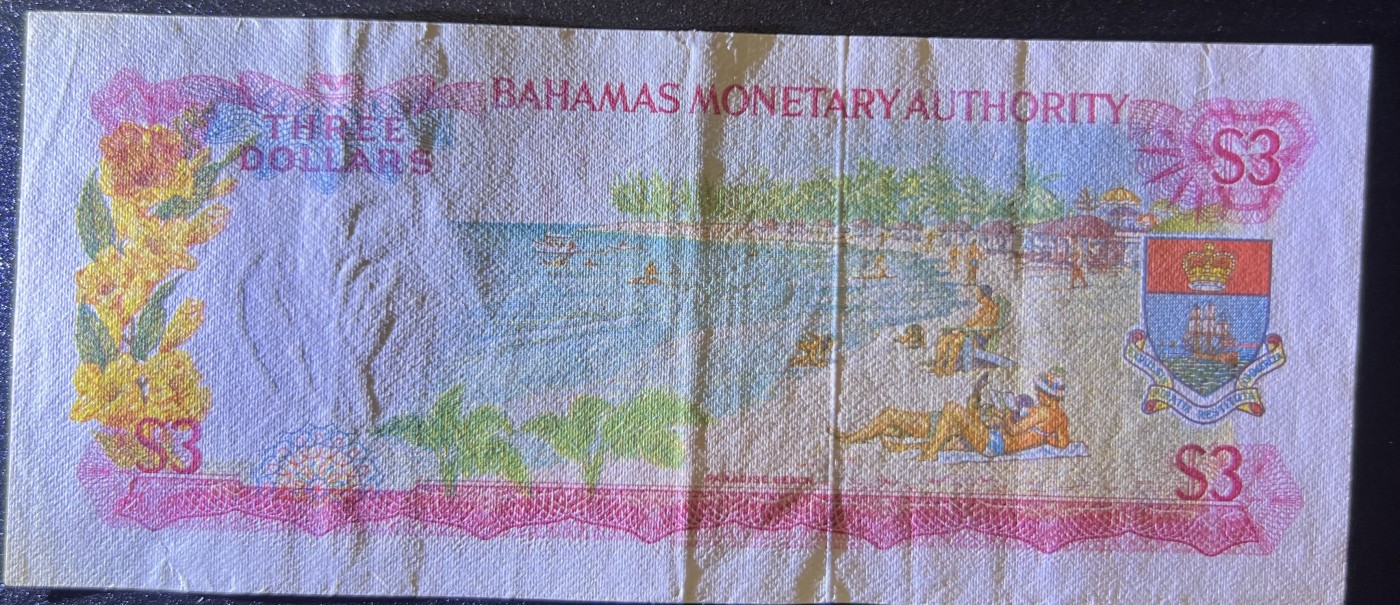 BAHAMAS MONETARY AUTHORITY
THREE
DOLLARS
$3
$3
$3